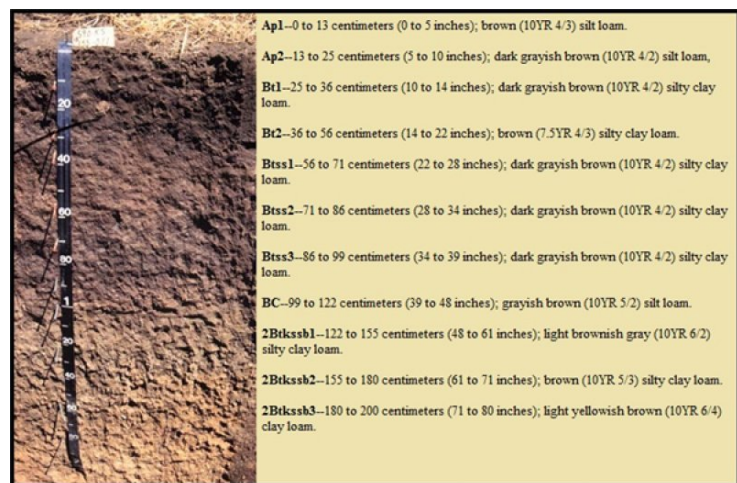 Ap1--0 to 13 centimeters (0 to 5 inches); brown (10YR 4/3) silt loam.
Ap2--13 to 25 centimeters (5 to 10 inches); dark grayish brown (10YR 4/2) silt loam,
Bt1--25 to 36 centimeters (10 to 14 inches); dark grayish brown (10YR 4/2) silty clay
loam.
Bt2--36 to 56 centimeters (14 to 22 inches); brown (7.5YR 4/3) silty clay loam.
Btss1--56 to 71 centimeters (22 to 28 inches); dark grayish brown (10YR 4/2) silty clay
loam.
Btss2--71 to 86 centimeters (28 to 34 inches); dark grayish brown (10YR 4/2) silty clay
loam.
Btss3--86 to 99 centimeters (34 to 39 inches); dark grayish brown (10YR 4/2) silty clay
loam.
BC--99 to 122 centimeters (39 to 48 inches); grayish brown (10YR 5/2) silt loam.
2Btkssb1--122 to 155 centimeters (48 to 61 inches); light brownish gray (10YR 6/2)
silty clay loam.
2Btkssb2--155 to 180 centimeters (61 to 71 inches); brown (10YR 5/3) silty clay loam.
2Btkssb3--180 to 200 centimeters (71 to 80 inches); light yellowish brown (10YR 6/4)
clay loam.
20
40
60
80
1
20